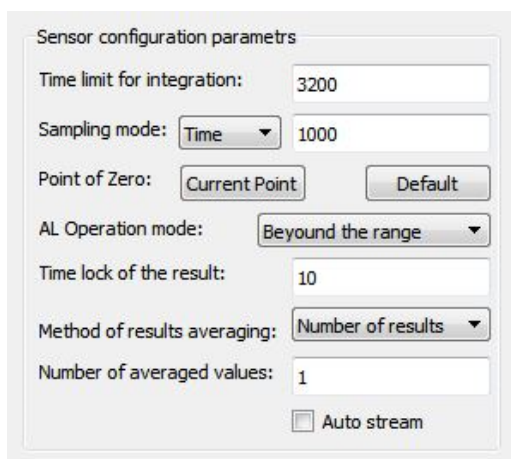 Sensor configuration parametrs
Time limit for integration: 3200
Sampling mode: Time 1000
Point of Zero: Current Point Default
AL Operation mode: Beyound the range
Time lock of the result: 10
Method of results averaging: Number of results
Number of averaged values: 1
Auto stream